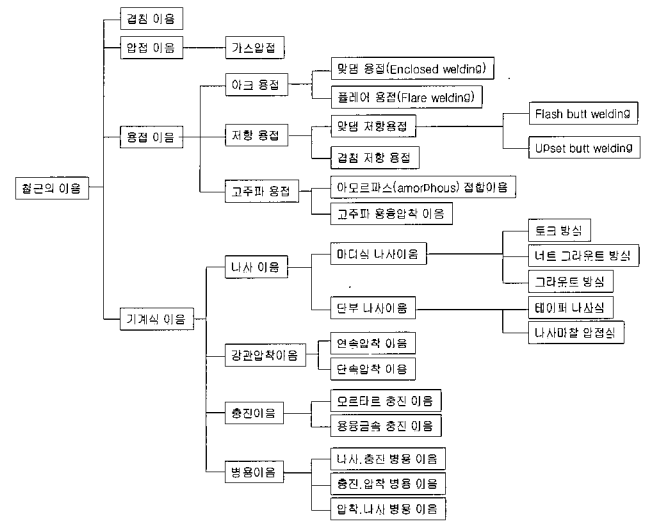 겹침 이음
압접 이음
가스압접
아크 용접
맞댐 용접(Enclosed welding)
플레어 용접(Flare welding)
용접 이음
저항 용접
맞댐 저항용접
Flash butt welding
UPset butt welding
겹침 저항 용접
철근의 이음
고주파 용접
아모르파스(amorPhous) 접합이음
고주파 용융압착 이음
나사 이음
마디식 나사이음
토크 방식
너트 그라우트 방식
그라우트 방식
기계식 이음
단부 나사이음
테이퍼 나사식
나사마찰 압접식
강관압착이음
연속압착 이음
단속압착 이음
충진이음
모르타르 충진 이음
용융금속 충진 이음
병용이음
나사.충진 병용 이음
충진.압착 병용 이음
압착.나사 병용 이음